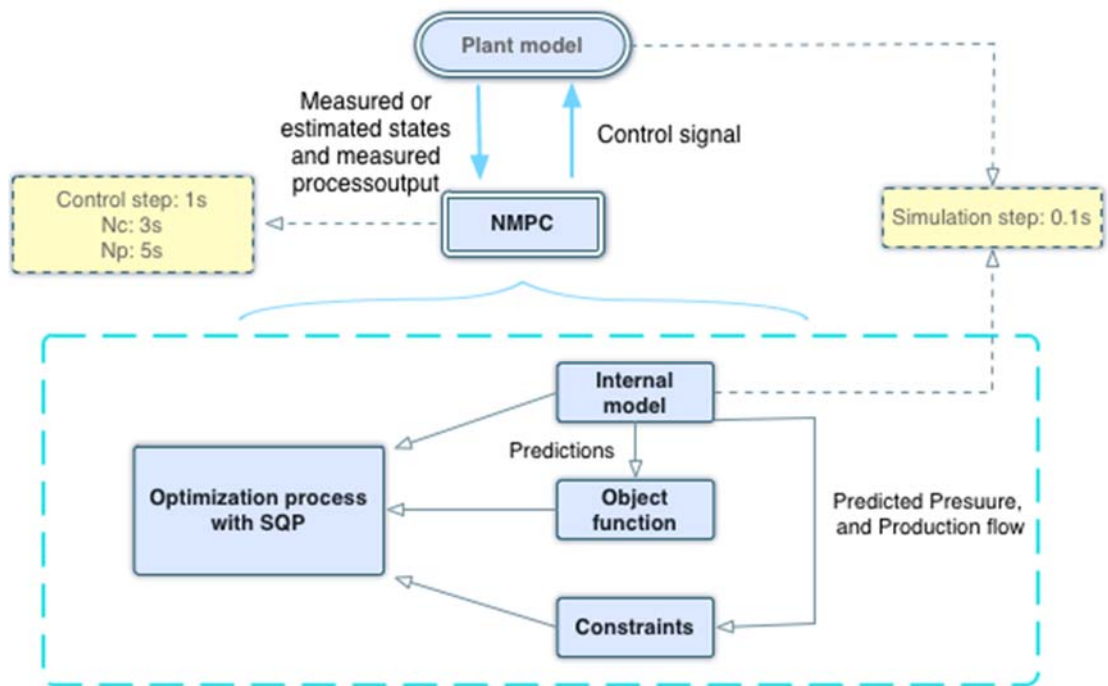 Plant model
Measured or
estimated states
and measured
processoutput
Control signal
Control step: 1s
Nc: 3s
Np: 5s
NMPC
Simulation step: 0.1s
Internal
model
Predictions
Optimization process
with SQP
Object
function
Predicted Presuure,
and Production flow
Constraints